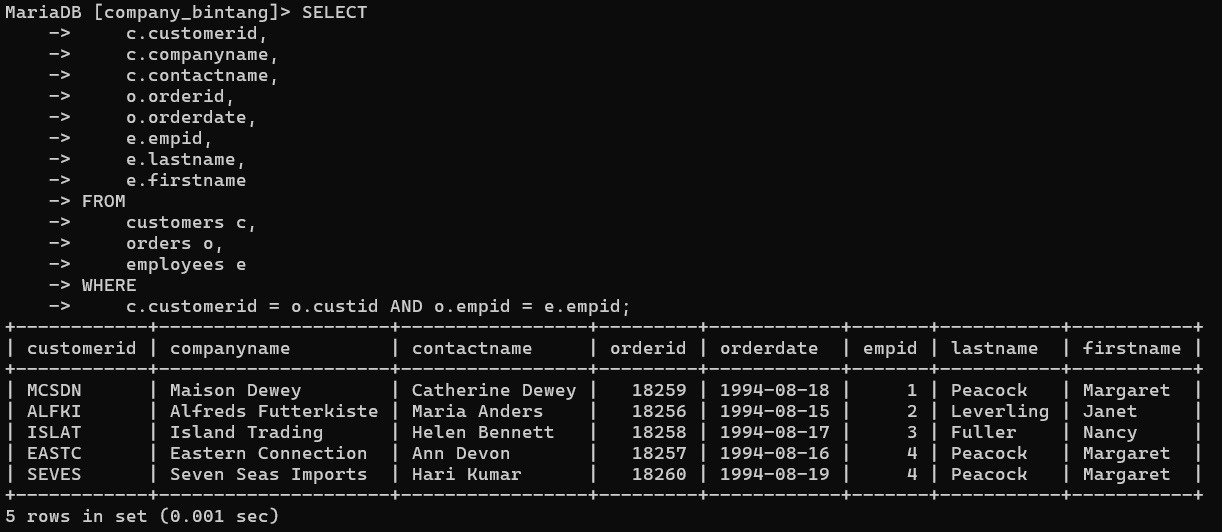 MariaDB [company_bintang]> SELECT
    ->     c.customerid,
    ->     c.companyname,
    ->     c.contactname,
    ->     o.orderid,
    ->     o.orderdate,
    ->     e.empid,
    ->     e.lastname,
    ->     e.firstname
    -> FROM
    ->     customers c,
    ->     orders o,
    ->     employees e
    -> WHERE
    ->     c.customerid = o.custid AND o.empid = e.empid;
+------------+---------------------+-----------------+---------+------------+-------+-----------+-----------+
| customerid | companyname         | contactname     | orderid | orderdate  | empid | lastname  | firstname |
+------------+---------------------+-----------------+---------+------------+-------+-----------+-----------+
| MCSDN      | Maison Dewey        | Catherine Dewey |   18259 | 1994-08-18 |     1 | Peacock   | Margaret  |
| ALFKI      | Alfreds Futterkiste | Maria Anders    |   18256 | 1994-08-15 |     2 | Leverling | Janet     |
| ISLAT      | Island Trading      | Helen Bennett   |   18258 | 1994-08-17 |     3 | Fuller    | Nancy     |
| EASTC      | Eastern Connection  | Ann Devon       |   18257 | 1994-08-16 |     4 | Peacock   | Margaret  |
| SEVES      | Seven Seas Imports  | Hari Kumar      |   18260 | 1994-08-19 |     4 | Peacock   | Margaret  |
+------------+---------------------+-----------------+---------+------------+-------+-----------+-----------+
5 rows in set (0.001 sec)